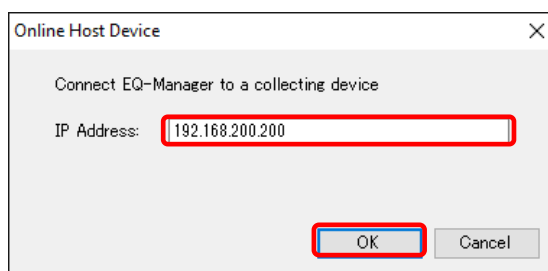 Online Host Device
Connect EQ-Manager to a collecting device
IP Address: 192.168.200.200
OK Cancel